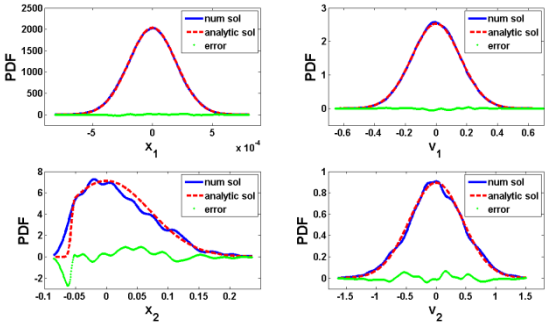 2500
2000
1500
1000
500
0
PDF
-5 0 5
x 10^-4
x_1
num sol
analytic sol
error
3
2
1
0
PDF
-0.6 -0.4 -0.2 0 0.2 0.4 0.6
v_1
num sol
analytic sol
error
8
6
4
2
0
-2
PDF
-0.1 -0.05 0 0.05 0.1 0.15 0.2
x_2
num sol
analytic sol
error
1
0.8
0.6
0.4
0.2
0
PDF
-1.5 -1 -0.5 0 0.5 1 1.5
v_2
num sol
analytic sol
error